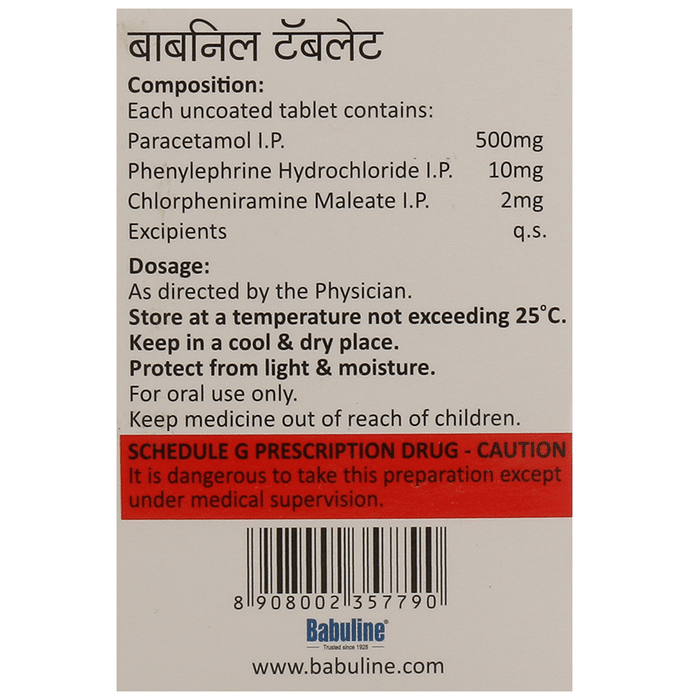 बाबनिल टॅबलेट
Composition:
Each uncoated tablet contains:
Paracetamol I.P. 500mg
Phenylephrine Hydrochloride I.P. 10mg
Chlorpheniramine Maleate I.P. 2mg
Excipients q.s.
Dosage:
As directed by the Physician.
Store at a temperature not exceeding 25°C.
Keep in a cool & dry place.
Protect from light & moisture.
For oral use only.
Keep medicine out of reach of children.
SCHEDULE G PRESCRIPTION DRUG - CAUTION
It is dangerous to take this preparation except
under medical supervision.
8 908002 357790
Babuline®
Trusted since 1928
www.babuline.com